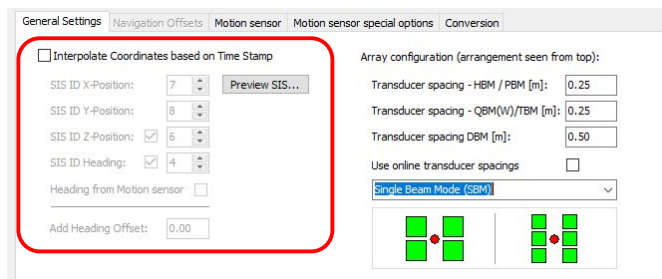 General Settings Navigation Offsets Motion sensor Motion sensor special options Conversion
Interpolate Coordinates based on Time Stamp
SIS ID X-Position: 7 Preview SIS...
SIS ID Y-Position: 8
SIS ID Z-Position: 6
SIS ID Heading: 4
Heading from Motion sensor
Add Heading Offset: 0.00
Array configuration (arrangement seen from top):
Transducer spacing - HBM / PBM [m]: 0.25
Transducer spacing - QBM(W)/TBM [m]: 0.25
Transducer spacing DBM [m]: 0.50
Use online transducer spacings
Single Beam Mode (SBM)